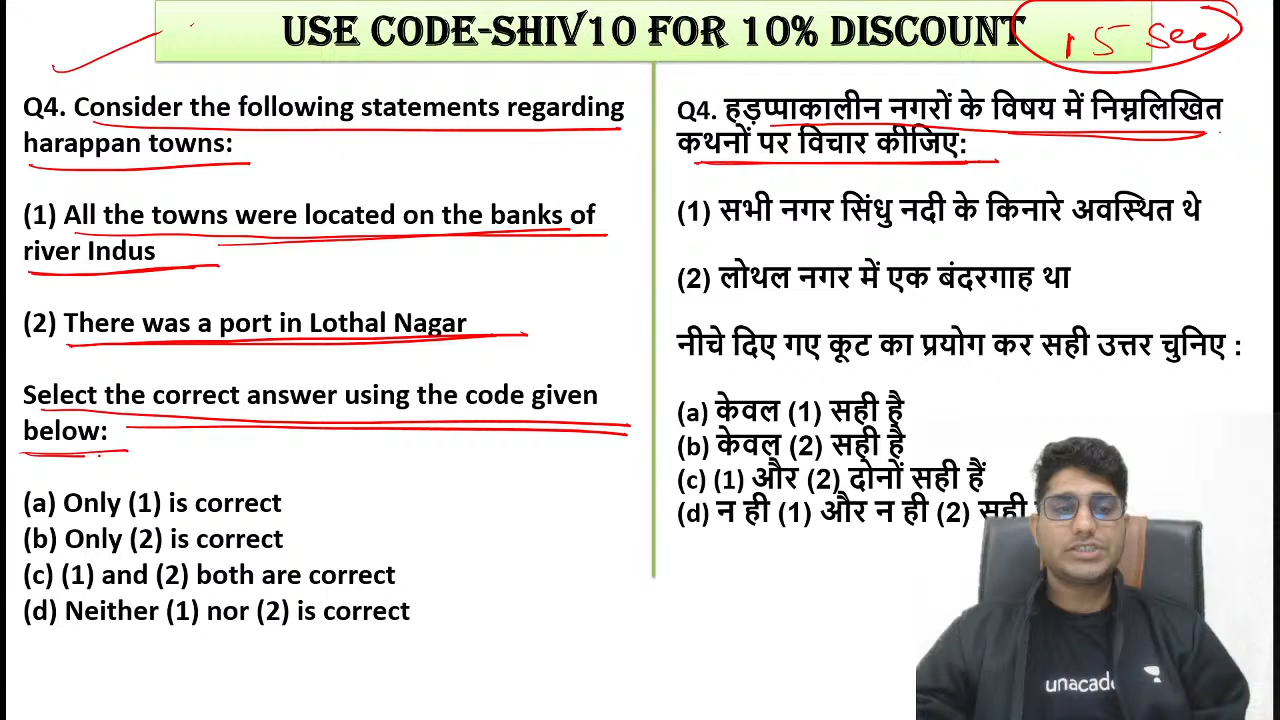 USE CODE-SHIV10 FOR 10% DISCOUNT
15 sec
Q4. Consider the following statements regarding
harappan towns:
(1) All the towns were located on the banks of
river Indus
(2) There was a port in Lothal Nagar
Select the correct answer using the code given
below:
(a) Only (1) is correct
(b) Only (2) is correct
(c) (1) and (2) both are correct
(d) Neither (1) nor (2) is correct
Q4. हड़प्पाकालीन नगरों के विषय में निम्नलिखित
कथनों पर विचार कीजिए:
(1) सभी नगर सिंधु नदी के किनारे अवस्थित थे
(2) लोथल नगर में एक बंदरगाह था
नीचे दिए गए कूट का प्रयोग कर सही उत्तर चुनिए :
(a) केवल (1) सही है
(b) केवल (2) सही है
(c) (1) और (2) दोनों सही हैं
(d) न ही (1) और न ही (2) सही
unacade